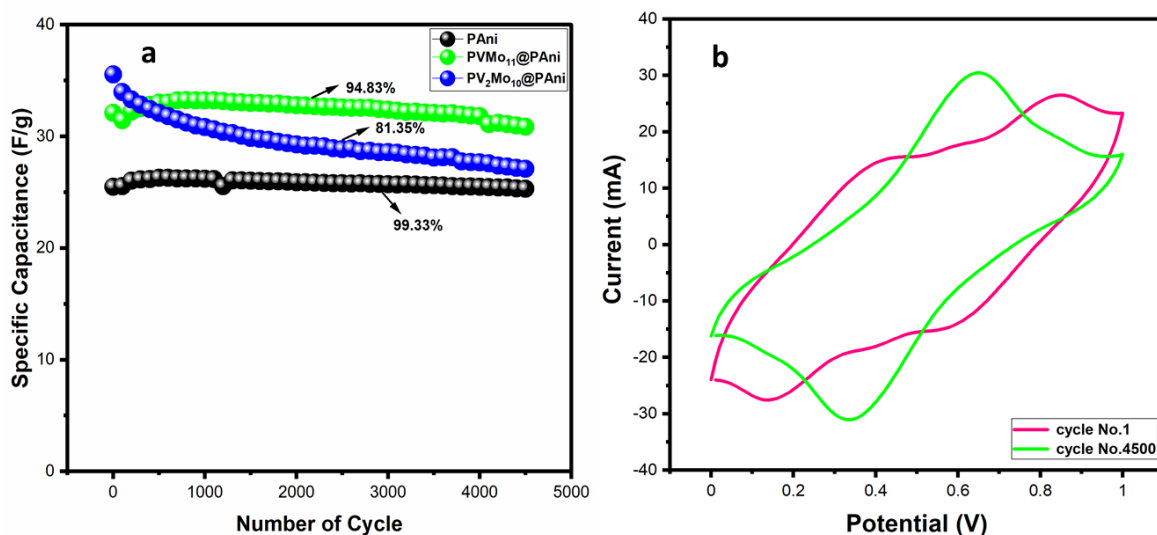 a
PAni
PVMo₁₁@PAni
PV₂Mo₁₀@PAni
94.83%
81.35%
99.33%
40
30
20
10
0
Specific Capacitance (F/g)
0
1000
2000
3000
4000
5000
Number of Cycle
b
40
30
20
10
0
-10
-20
-30
-40
Current (mA)
cycle No.1
cycle No.4500
0
0.2
0.4
0.6
0.8
1
Potential (V)